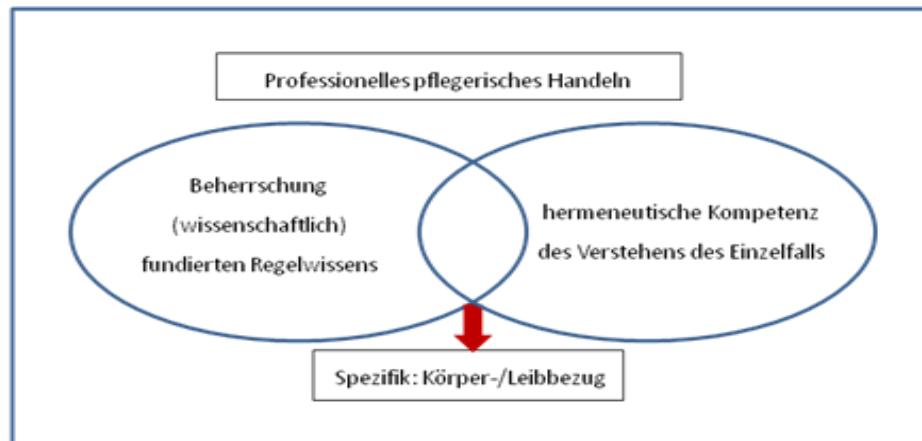 Professionelles pflegerisches Handeln
Beherrschung
(wissenschaftlich)
fundierten Regelwissens
hermeneutische Kompetenz
des Verstehens des Einzelfalls
Spezifik: Körper-/Leibbezug